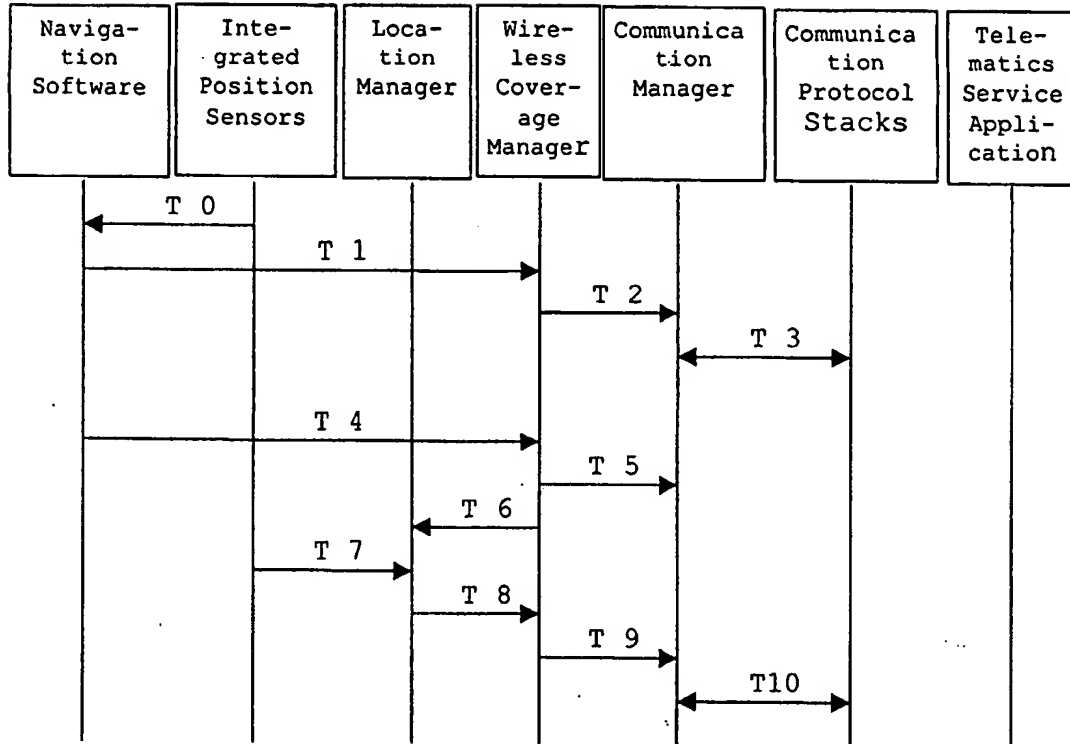 Naviga-
tion
Software
Inte-
grated
Position
Sensors
Loca-
tion
Manager
Wire-
less
Cover-
age
Manager
Communica
tion
Manager
Communica
tion
Protocol
Stacks
Tele-
matics
Service
Appli-
cation
T 0
T 1
T 2
T 3
T 4
T 5
T 6
T 7
T 8
T 9
T10